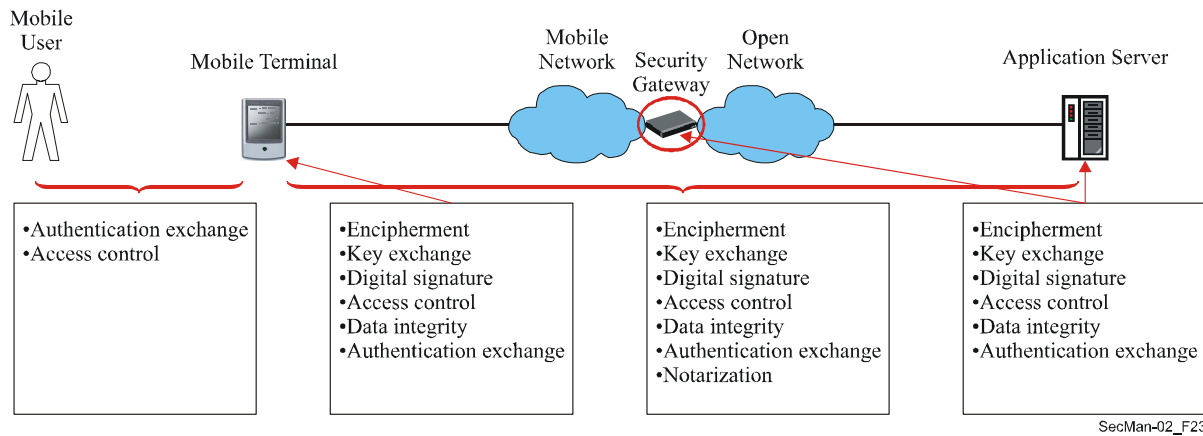 Mobile
User
Mobile Terminal
Mobile
Network
Security
Gateway
Open
Network
Application Server
•Authentication exchange
•Access control
•Encipherment
•Key exchange
•Digital signature
•Access control
•Data integrity
•Authentication exchange
•Encipherment
•Key exchange
•Digital signature
•Access control
•Data integrity
•Authentication exchange
•Notarization
•Encipherment
•Key exchange
•Digital signature
•Access control
•Data integrity
•Authentication exchange
SecMan-02_F23